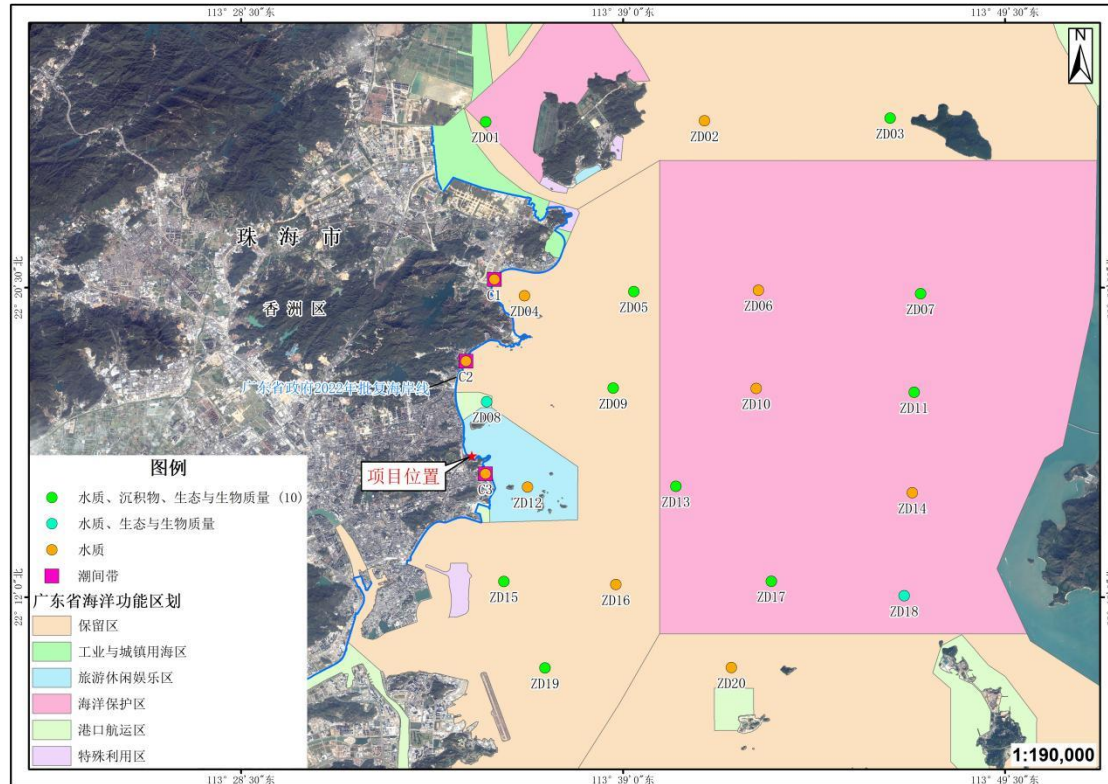 113° 28′ 30″东
113° 39′ 0″东
113° 49′ 30″东
N
ZD01
ZD02
ZD03
珠海市
香洲区
22° 20′ 30″北
C1
ZD04
ZD05
ZD06
ZD07
C2
广东省政府2022年批复海岸线
ZD08
ZD09
ZD10
ZD11
项目位置
C3
ZD12
ZD13
ZD14
22° 12′ 0″北
ZD15
ZD16
ZD17
ZD18
ZD19
ZD20
图例
水质、沉积物、生态与生物质量 (10)
水质、生态与生物质量
水质
潮间带
广东省海洋功能区划
保留区
工业与城镇用海区
旅游休闲娱乐区
海洋保护区
港口航运区
特殊利用区
1:190,000
113° 28′ 30″东
113° 39′ 0″东
113° 49′ 30″东